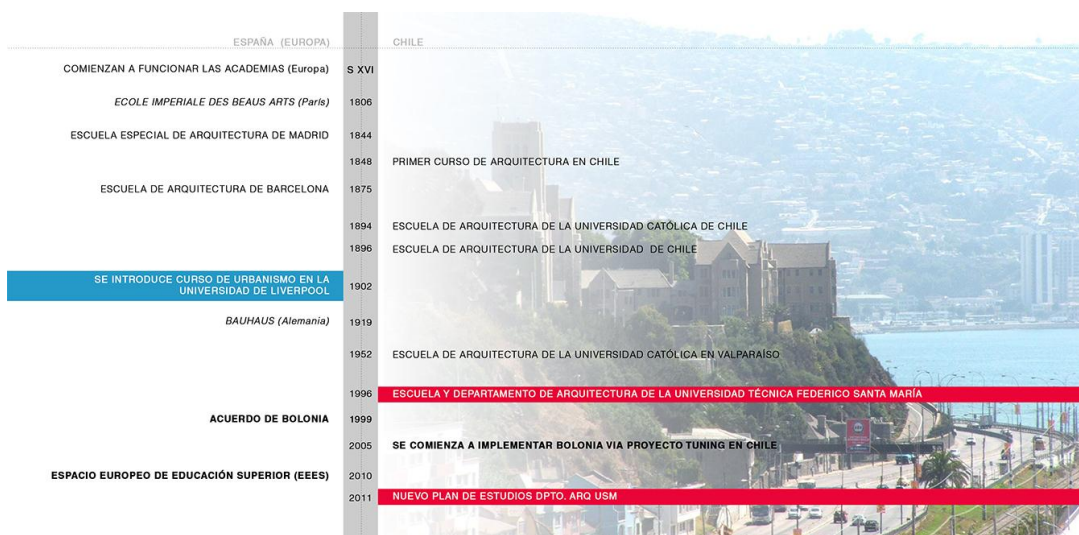 ESPAÑA (EUROPA) CHILE
COMIENZAN A FUNCIONAR LAS ACADEMIAS (Europa) S XVI
ECOLE IMPERIALE DES BEAUS ARTS (París) 1806
ESCUELA ESPECIAL DE ARQUITECTURA DE MADRID 1844
1848 PRIMER CURSO DE ARQUITECTURA EN CHILE
ESCUELA DE ARQUITECTURA DE BARCELONA 1875
1894 ESCUELA DE ARQUITECTURA DE LA UNIVERSIDAD CATÓLICA DE CHILE
1896 ESCUELA DE ARQUITECTURA DE LA UNIVERSIDAD DE CHILE
SE INTRODUCE CURSO DE URBANISMO EN LA
UNIVERSIDAD DE LIVERPOOL 1902
BAUHAUS (Alemania) 1919
1952 ESCUELA DE ARQUITECTURA DE LA UNIVERSIDAD CATÓLICA EN VALPARAÍSO
1996 ESCUELA Y DEPARTAMENTO DE ARQUITECTURA DE LA UNIVERSIDAD TÉCNICA FEDERICO SANTA MARÍA
ACUERDO DE BOLONIA 1999
2005 SE COMIENZA A IMPLEMENTAR BOLONIA VIA PROYECTO TUNING EN CHILE
ESPACIO EUROPEO DE EDUCACIÓN SUPERIOR (EEES) 2010
2011 NUEVO PLAN DE ESTUDIOS DPTO. ARQ USM